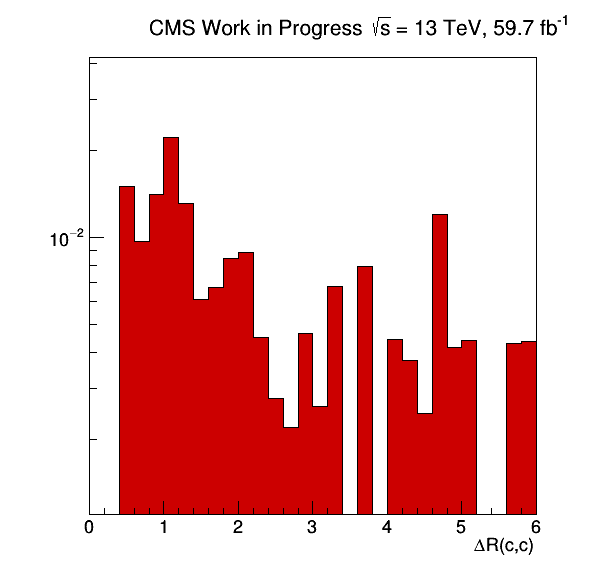 CMS Work in Progress √s = 13 TeV, 59.7 fb⁻¹
10⁻²
0 1 2 3 4 5 6
ΔR(c,c)